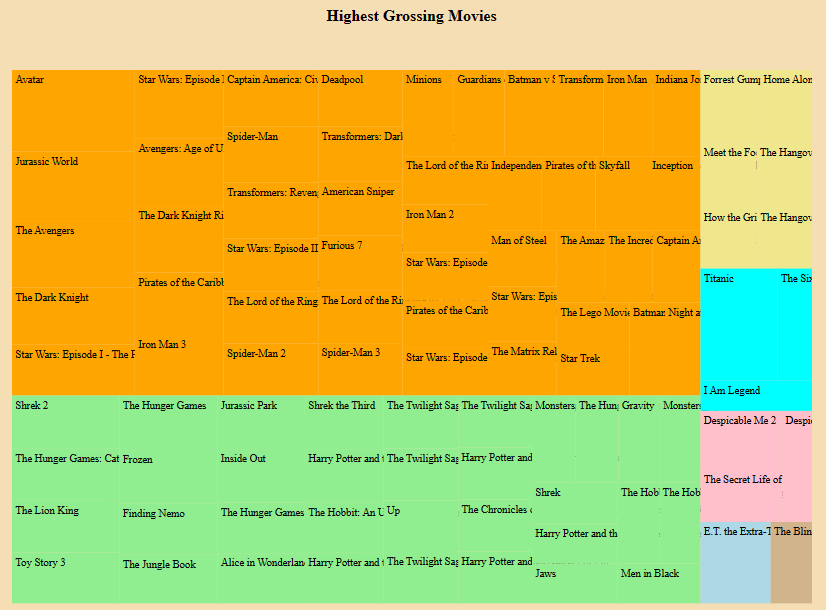 Highest Grossing Movies
Avatar
Jurassic World
The Avengers
The Dark Knight
Star Wars: Episode I - The P
Star Wars: Episode
Avengers: Age of U
The Dark Knight Ri
Pirates of the Caribb
Iron Man 3
Captain America: Civ
Spider-Man
Transformers: Reven
Star Wars: Episode II
The Lord of the Ring
Spider-Man 2
Deadpool
Transformers: Dark
American Sniper
Furious 7
The Lord of the Rin
Spider-Man 3
Minions
Guardians
Batman v S
Transform
Iron Man
Indiana Jo
The Lord of the Rin
Iron Man 2
Star Wars: Episode
Pirates of the Carib
Star Wars: Episode
Independen
Pirates of th
Skyfall
Inception
Man of Steel
The Amaz
The Incred
Captain A
Star Wars: Epis
The Matrix Rel
The Lego Movie
Batman
Night a
Star Trek
Shrek 2
The Hunger Games: Cat
The Lion King
Toy Story 3
The Hunger Games
Frozen
Finding Nemo
The Jungle Book
Jurassic Park
Inside Out
The Hunger Games
Alice in Wonderlan
Shrek the Third
Harry Potter and t
The Hobbit: An U
Harry Potter and t
The Twilight Sag
The Twilight Sag
Up
The Twilight Sag
The Twilight Sag
Harry Potter and
The Chronicles o
Harry Potter and
Monsters
The Hun
Gravity
Monsters
Shrek
The Hob
The Hob
Harry Potter and th
Jaws
Men in Black
Forrest Gump
Home Alon
Meet the Fo
The Hangov
How the Gri
The Hangov
Titanic
The Six
I Am Legend
Despicable Me 2
Despi
The Secret Life of
E.T. the Extra-T
The Blin